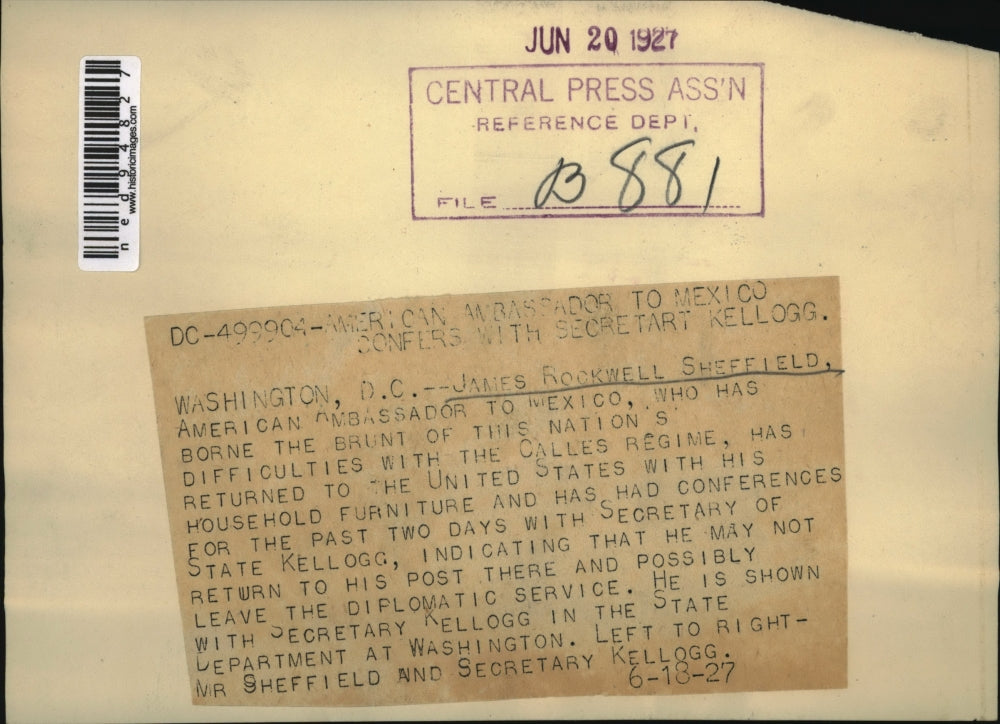 JUN 20 1927
CENTRAL PRESS ASS'N
REFERENCE DEPT.
FILE B 881
ned94827
www.historicimages.com
DC-499904-AMERICAN AMBASSADOR TO MEXICO
CONFERS WITH SECRETART KELLOGG.
WASHINGTON, D.C.--JAMES ROCKWELL SHEFFIELD,
AMERICAN AMBASSADOR TO MEXICO, WHO HAS
BORNE THE BRUNT OF THIS NATION S
DIFFICULTIES WITH THE CALLES REGIME, HAS
RETURNED TO THE UNITED STATES WITH HIS
HOUSEHOLD FURNITURE AND HAS HAD CONFERENCES
FOR THE PAST TWO DAYS WITH SECRETARY OF
STATE KELLOGG, INDICATING THAT HE MAY NOT
RETURN TO HIS POST THERE AND POSSIBLY
LEAVE THE DIPLOMATIC SERVICE. HE IS SHOWN
WITH SECRETARY KELLOGG IN THE STATE
DEPARTMENT AT WASHINGTON. LEFT TO RIGHT-
MR SHEFFIELD AND SECRETARY KELLOGG.
6-18-27